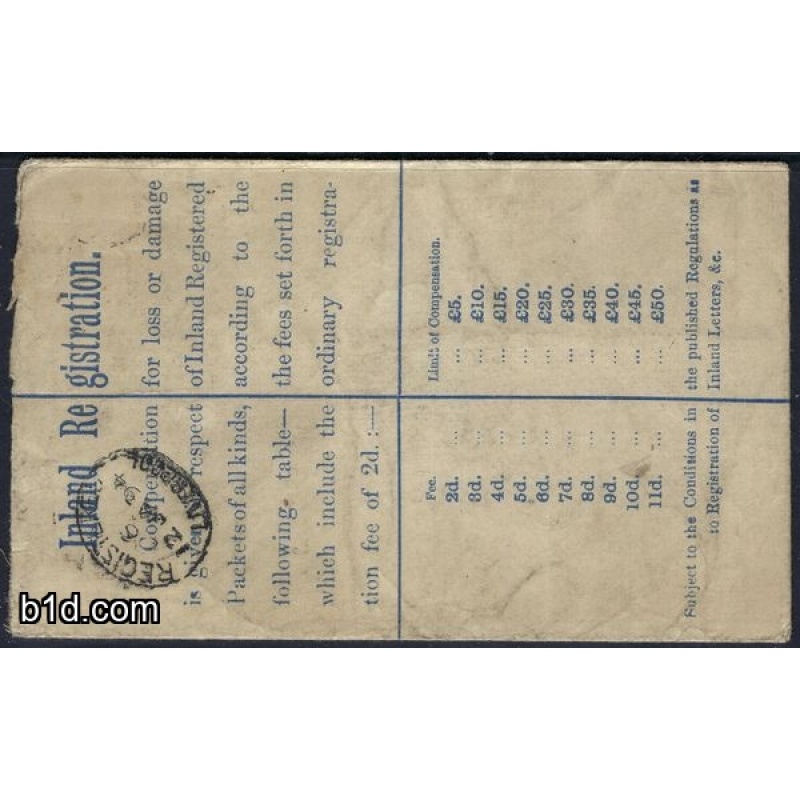 Inland Registration.
Compensation for loss or damage
is given in respect of Inland Registered
Packets of all kinds, according to the
following table— the fees set forth in
which include the ordinary registra-
tion fee of 2d. :—
Fee. Limit of Compensation.
2d. ... ... £5.
3d. ... ... £10.
4d. ... ... £15.
5d. ... ... £20.
6d. ... ... £25.
7d. ... ... £30.
8d. ... ... £35.
9d. ... ... £40.
10d. ... ... £45.
11d. ... ... £50.
Subject to the Conditions in the published Regulations as
to Registration of Inland Letters, &c.
REGISTERED
12
94
LIVERPOOL
b1d.com